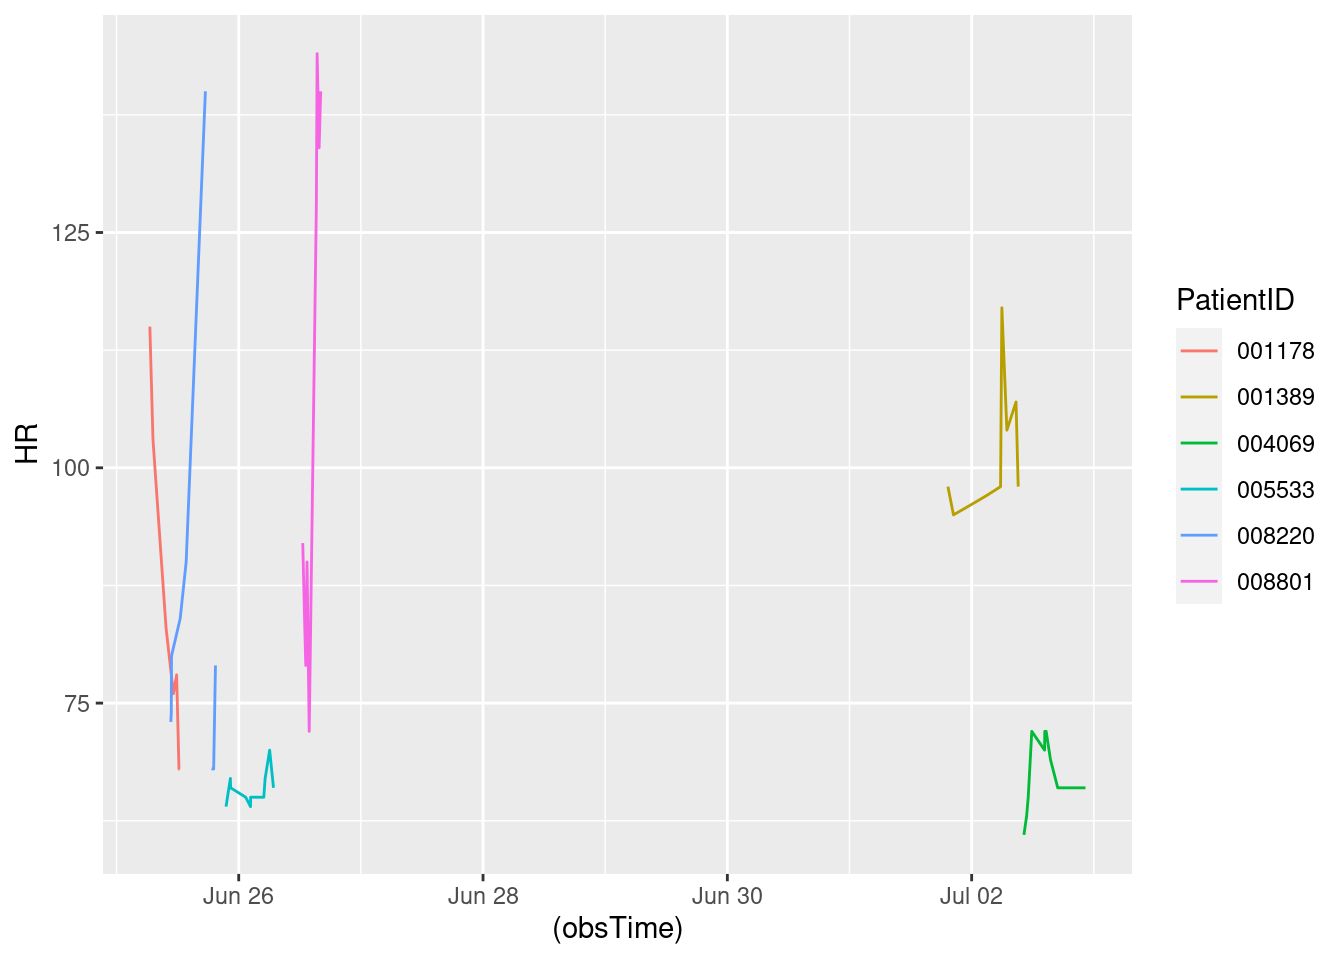 125
100
75
HR
Jun 26
Jun 28
Jun 30
Jul 02
(obsTime)
PatientID
001178
001389
004069
005533
008220
008801